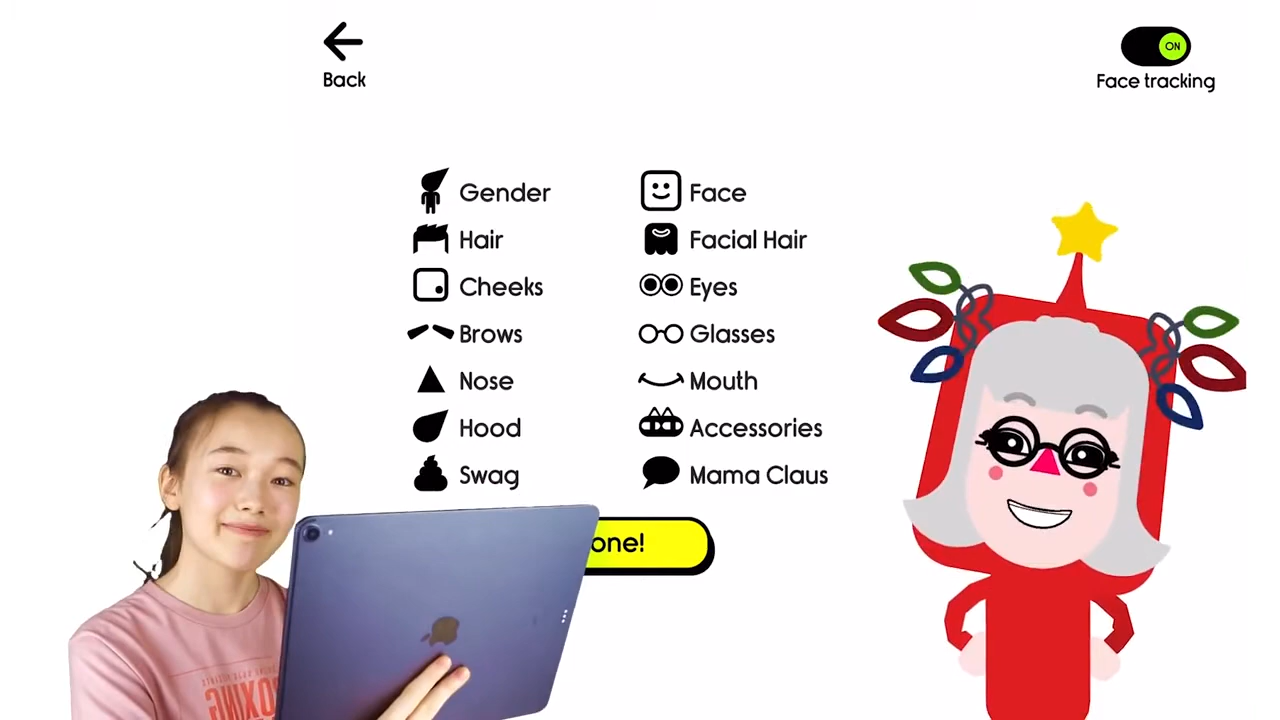 Back
ON
Face tracking
Gender
Face
Hair
Facial Hair
Cheeks
Eyes
Brows
Glasses
Nose
Mouth
Hood
Accessories
Swag
Mama Claus
one!